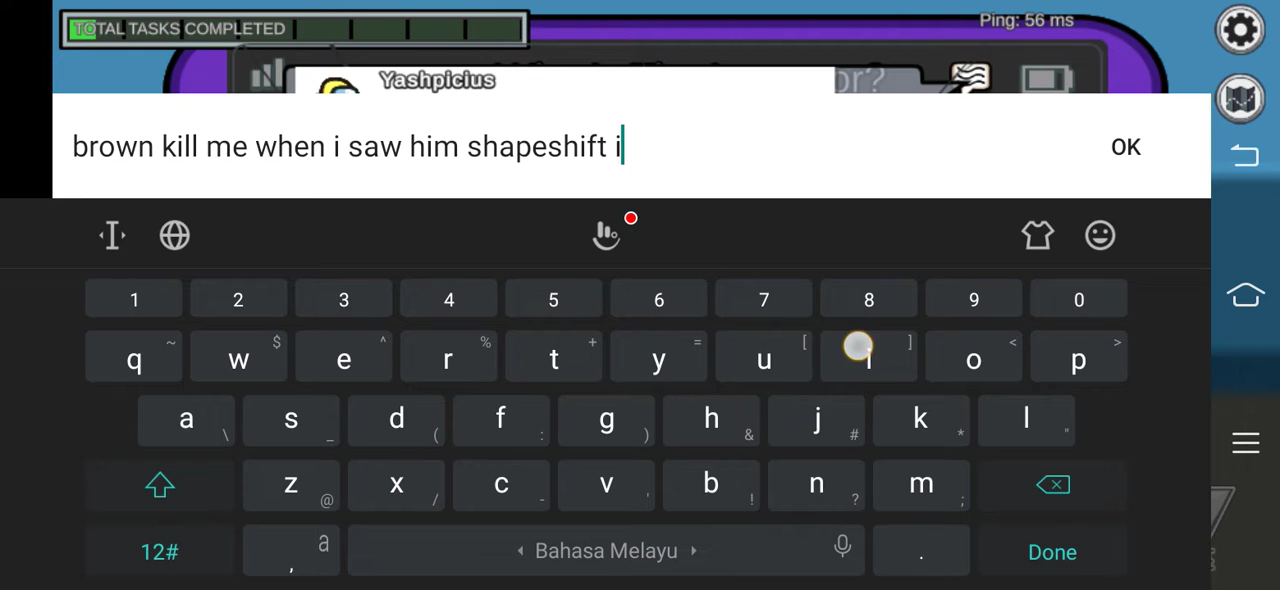 TOTAL TASKS COMPLETED
Ping: 56 ms
Yashpicius
or?
brown kill me when i saw him shapeshift i
OK
1 2 3 4 5 6 7 8 9 0
~ $ ^ % + = [ ] < >
q w e r t y u i o p
a s d f g h j k l
\ _ ( : ) & # * "
z x c v b n m
@ / - ' ! ? ;
12# , a Bahasa Melayu . Done